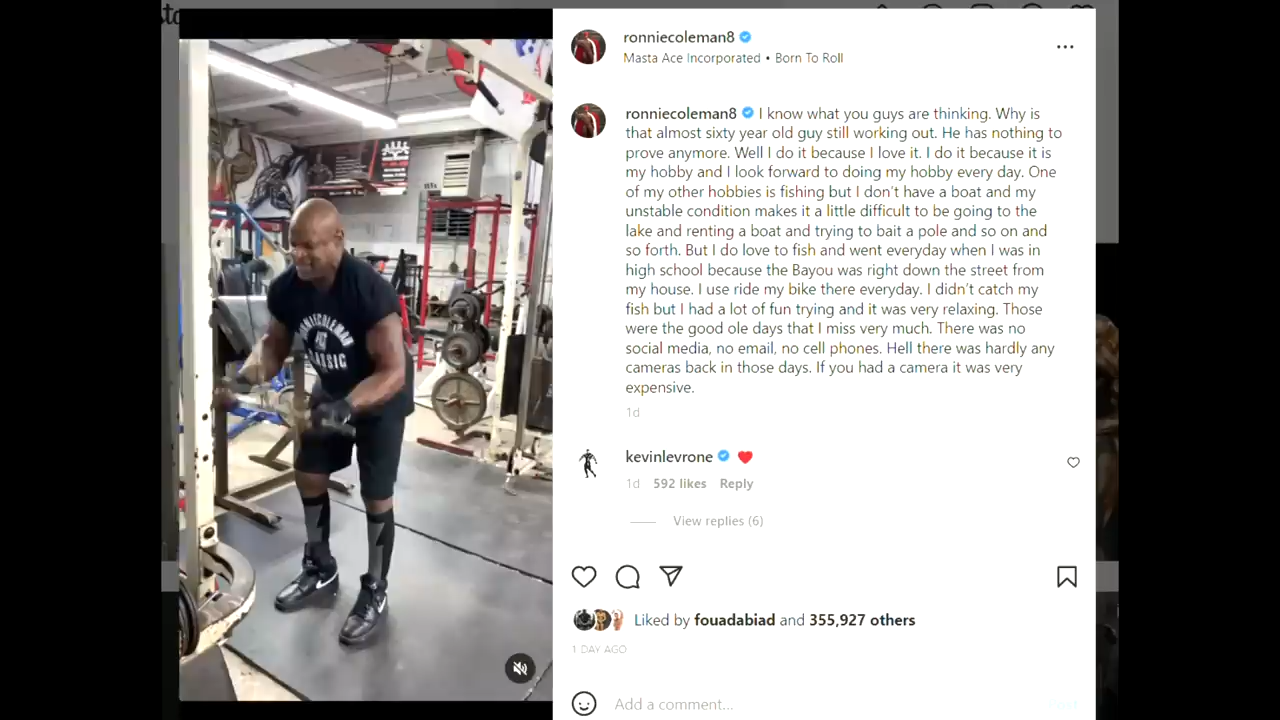 ronniecoleman8
Masta Ace Incorporated • Born To Roll
ronniecoleman8 I know what you guys are thinking. Why is
that almost sixty year old guy still working out. He has nothing to
prove anymore. Well I do it because I love it. I do it because it is
my hobby and I look forward to doing my hobby every day. One
of my other hobbies is fishing but I don't have a boat and my
unstable condition makes it a little difficult to be going to the
lake and renting a boat and trying to bait a pole and so on and
so forth. But I do love to fish and went everyday when I was in
high school because the Bayou was right down the street from
my house. I use ride my bike there everyday. I didn't catch my
fish but I had a lot of fun trying and it was very relaxing. Those
were the good ole days that I miss very much. There was no
social media, no email, no cell phones. Hell there was hardly any
cameras back in those days. If you had a camera it was very
expensive.
1d
kevinlevrone ❤️
1d 592 likes Reply
View replies (6)
Liked by fouadabiad and 355,927 others
1 DAY AGO
Add a comment...
RONNIECOLEMAN
CLASSIC